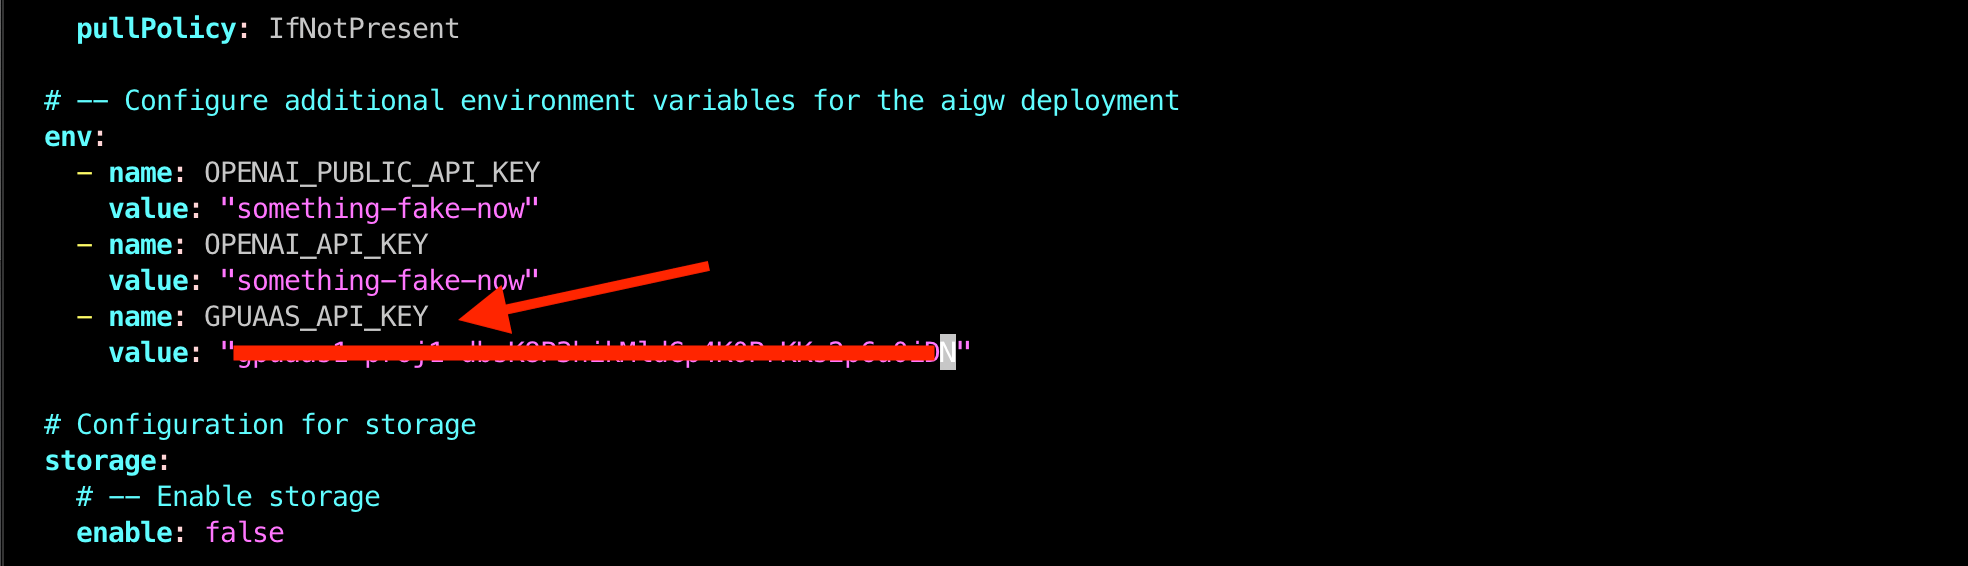 pullPolicy: IfNotPresent
# -- Configure additional environment variables for the aigw deployment
env:
- name: OPENAI_PUBLIC_API_KEY
value: "something-fake-now"
- name: OPENAI_API_KEY
value: "something-fake-now"
- name: GPUAAS_API_KEY
value: "
# Configuration for storage
storage:
# -- Enable storage
enable: false